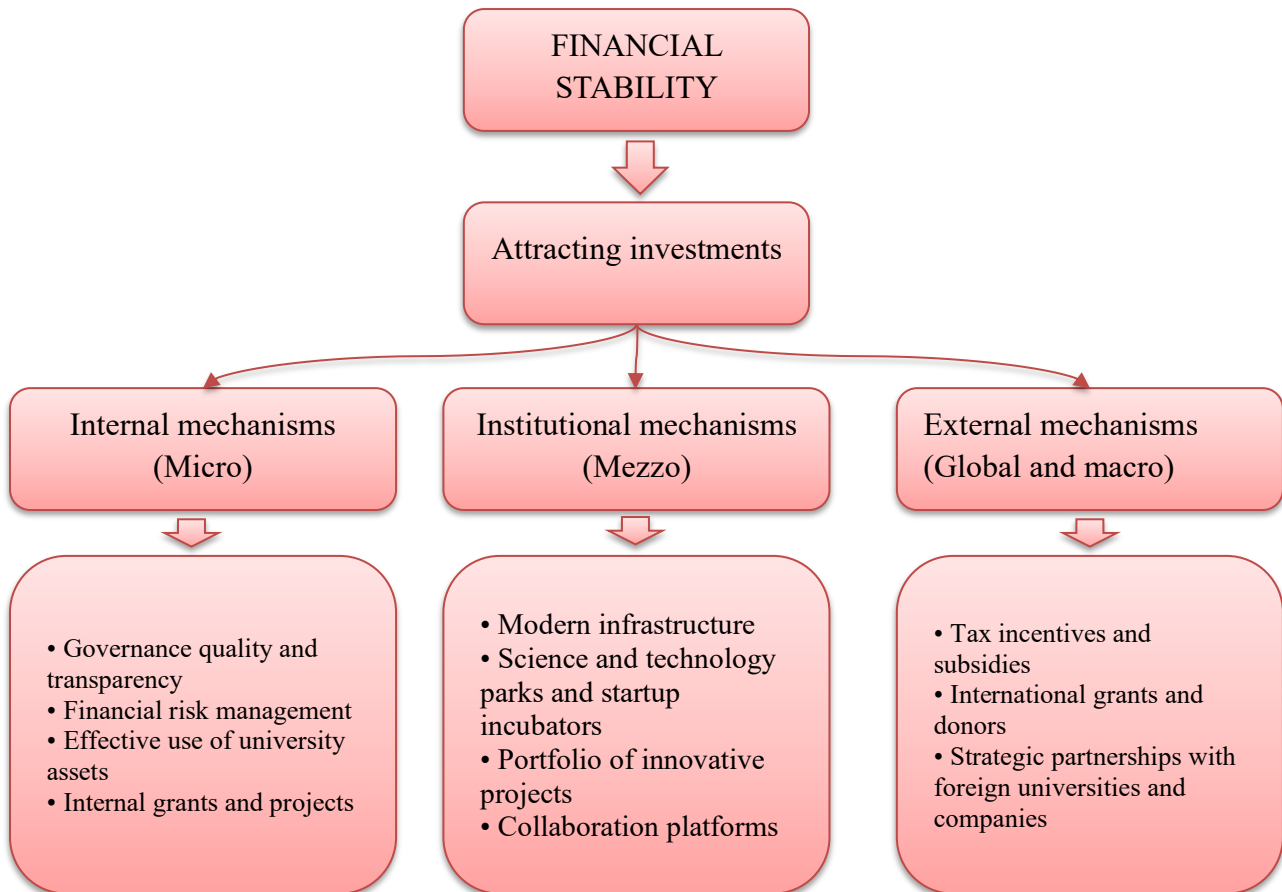 FINANCIAL
STABILITY
Attracting investments
Internal mechanisms
(Micro)
Institutional mechanisms
(Mezzo)
External mechanisms
(Global and macro)
• Governance quality and
transparency
• Financial risk management
• Effective use of university
assets
• Internal grants and projects
• Modern infrastructure
• Science and technology
parks and startup
incubators
• Portfolio of innovative
projects
• Collaboration platforms
• Tax incentives and
subsidies
• International grants and
donors
• Strategic partnerships with
foreign universities and
companies